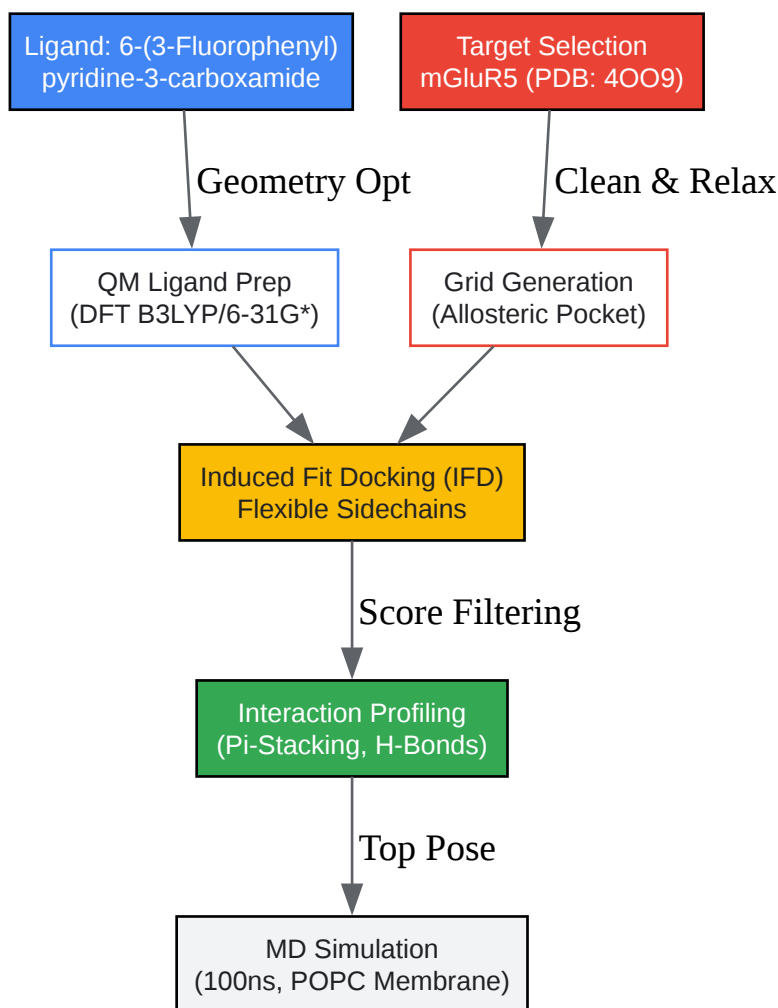 Ligand: 6-(3-Fluorophenyl)
pyridine-3-carboxamide
Target Selection
mGluR5 (PDB: 4OO9)
Geometry Opt
Clean & Relax
QM Ligand Prep
(DFT B3LYP/6-31G*)
Grid Generation
(Allosteric Pocket)
Induced Fit Docking (IFD)
Flexible Sidechains
Score Filtering
Interaction Profiling
(Pi-Stacking, H-Bonds)
Top Pose
MD Simulation
(100ns, POPC Membrane)